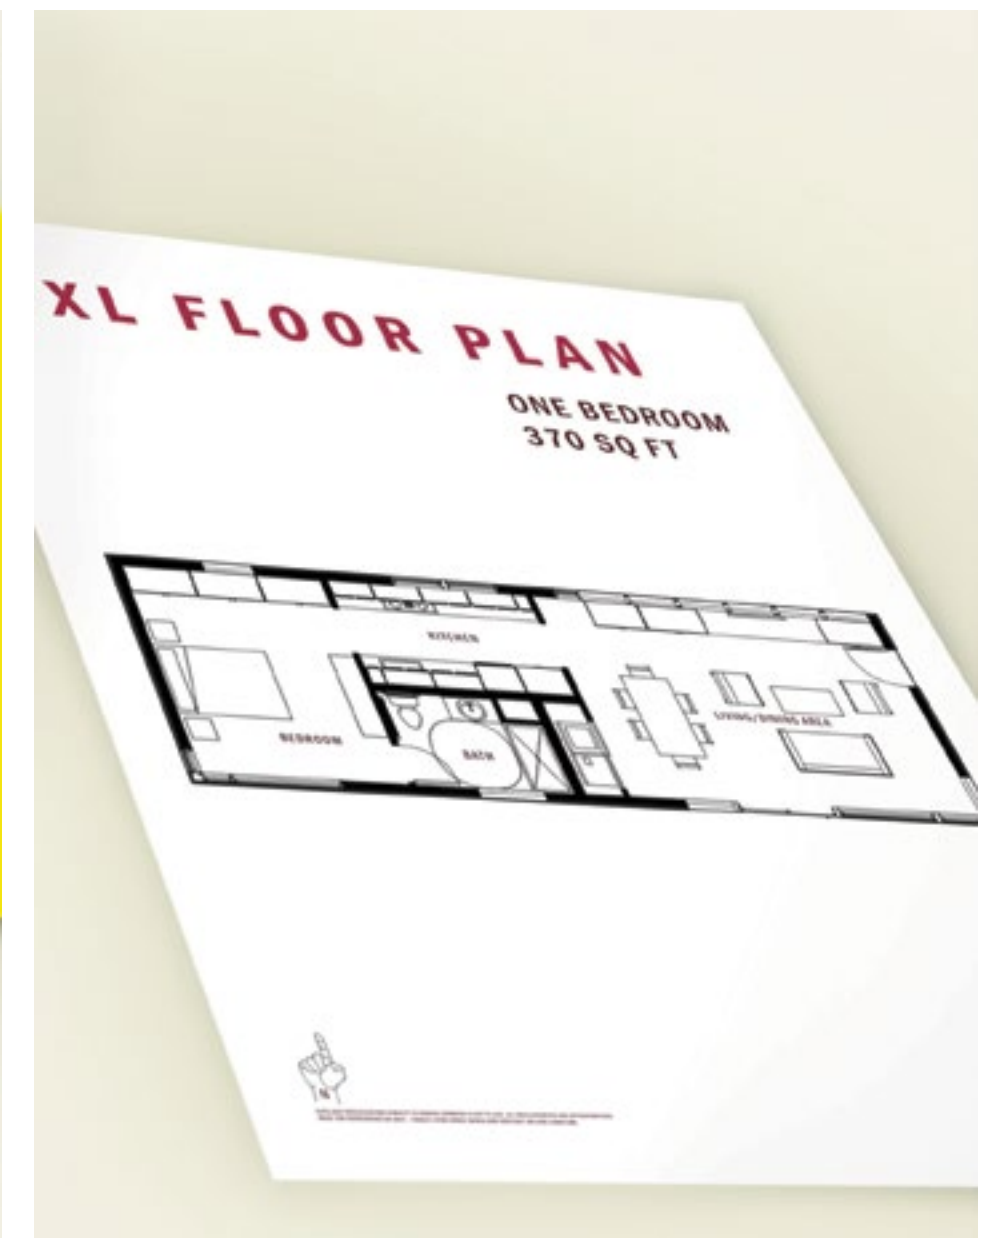 XL FLOOR PLAN
ONE BEDROOM
370 SQ FT
KITCHEN
LIVING/DINING AREA
BEDROOM
BATH
N